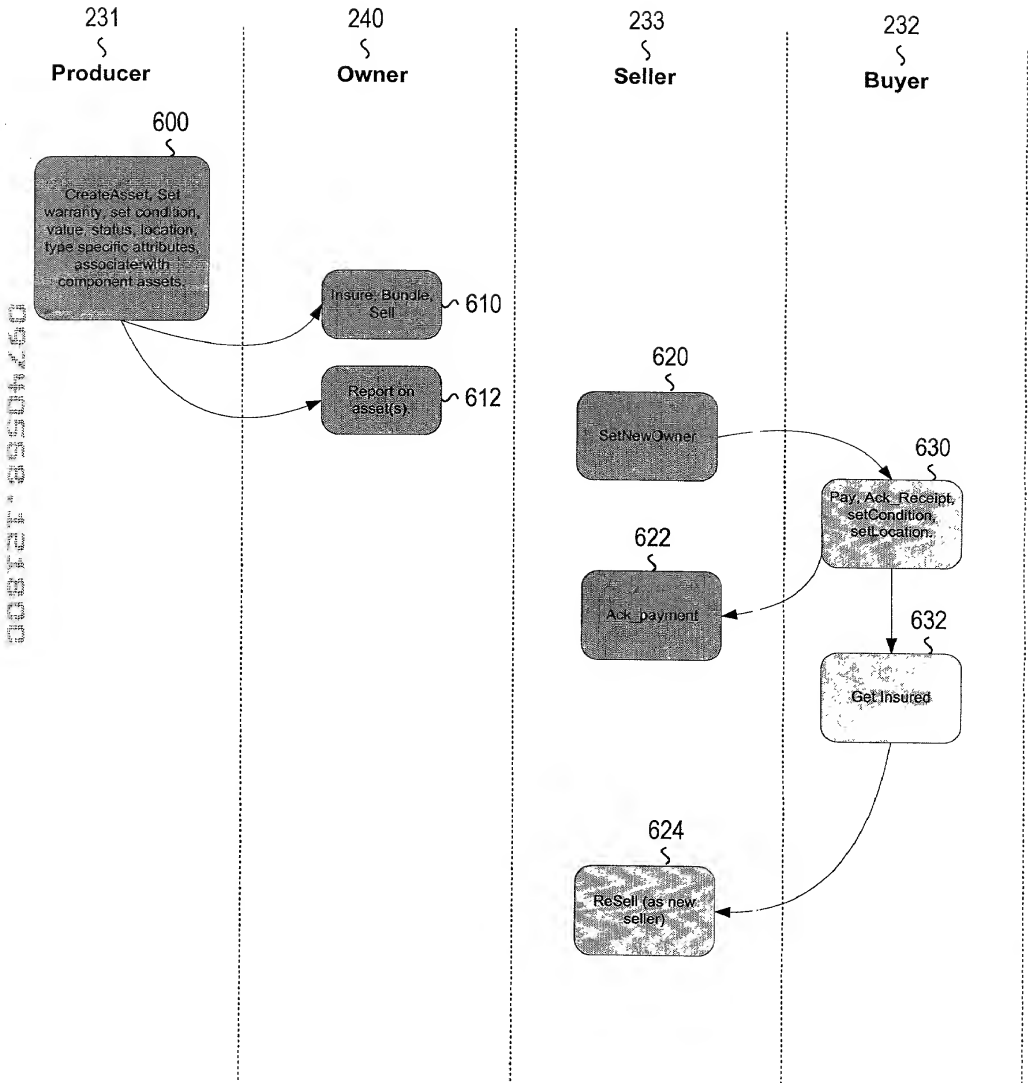 231
Producer
240
Owner
233
Seller
232
Buyer
600
CreateAsset, Set
warranty, set condition,
value, status, location,
type specific attributes,
associate with
component assets.
Insure, Bundle,
Sell
610
Report on
asset(s).
612
620
SetNewOwner
630
Pay, Ack_Receipt,
setCondition,
setLocation.
622
Ack_payment
632
Get Insured
624
ReSell (as new
seller)
09740558.121800